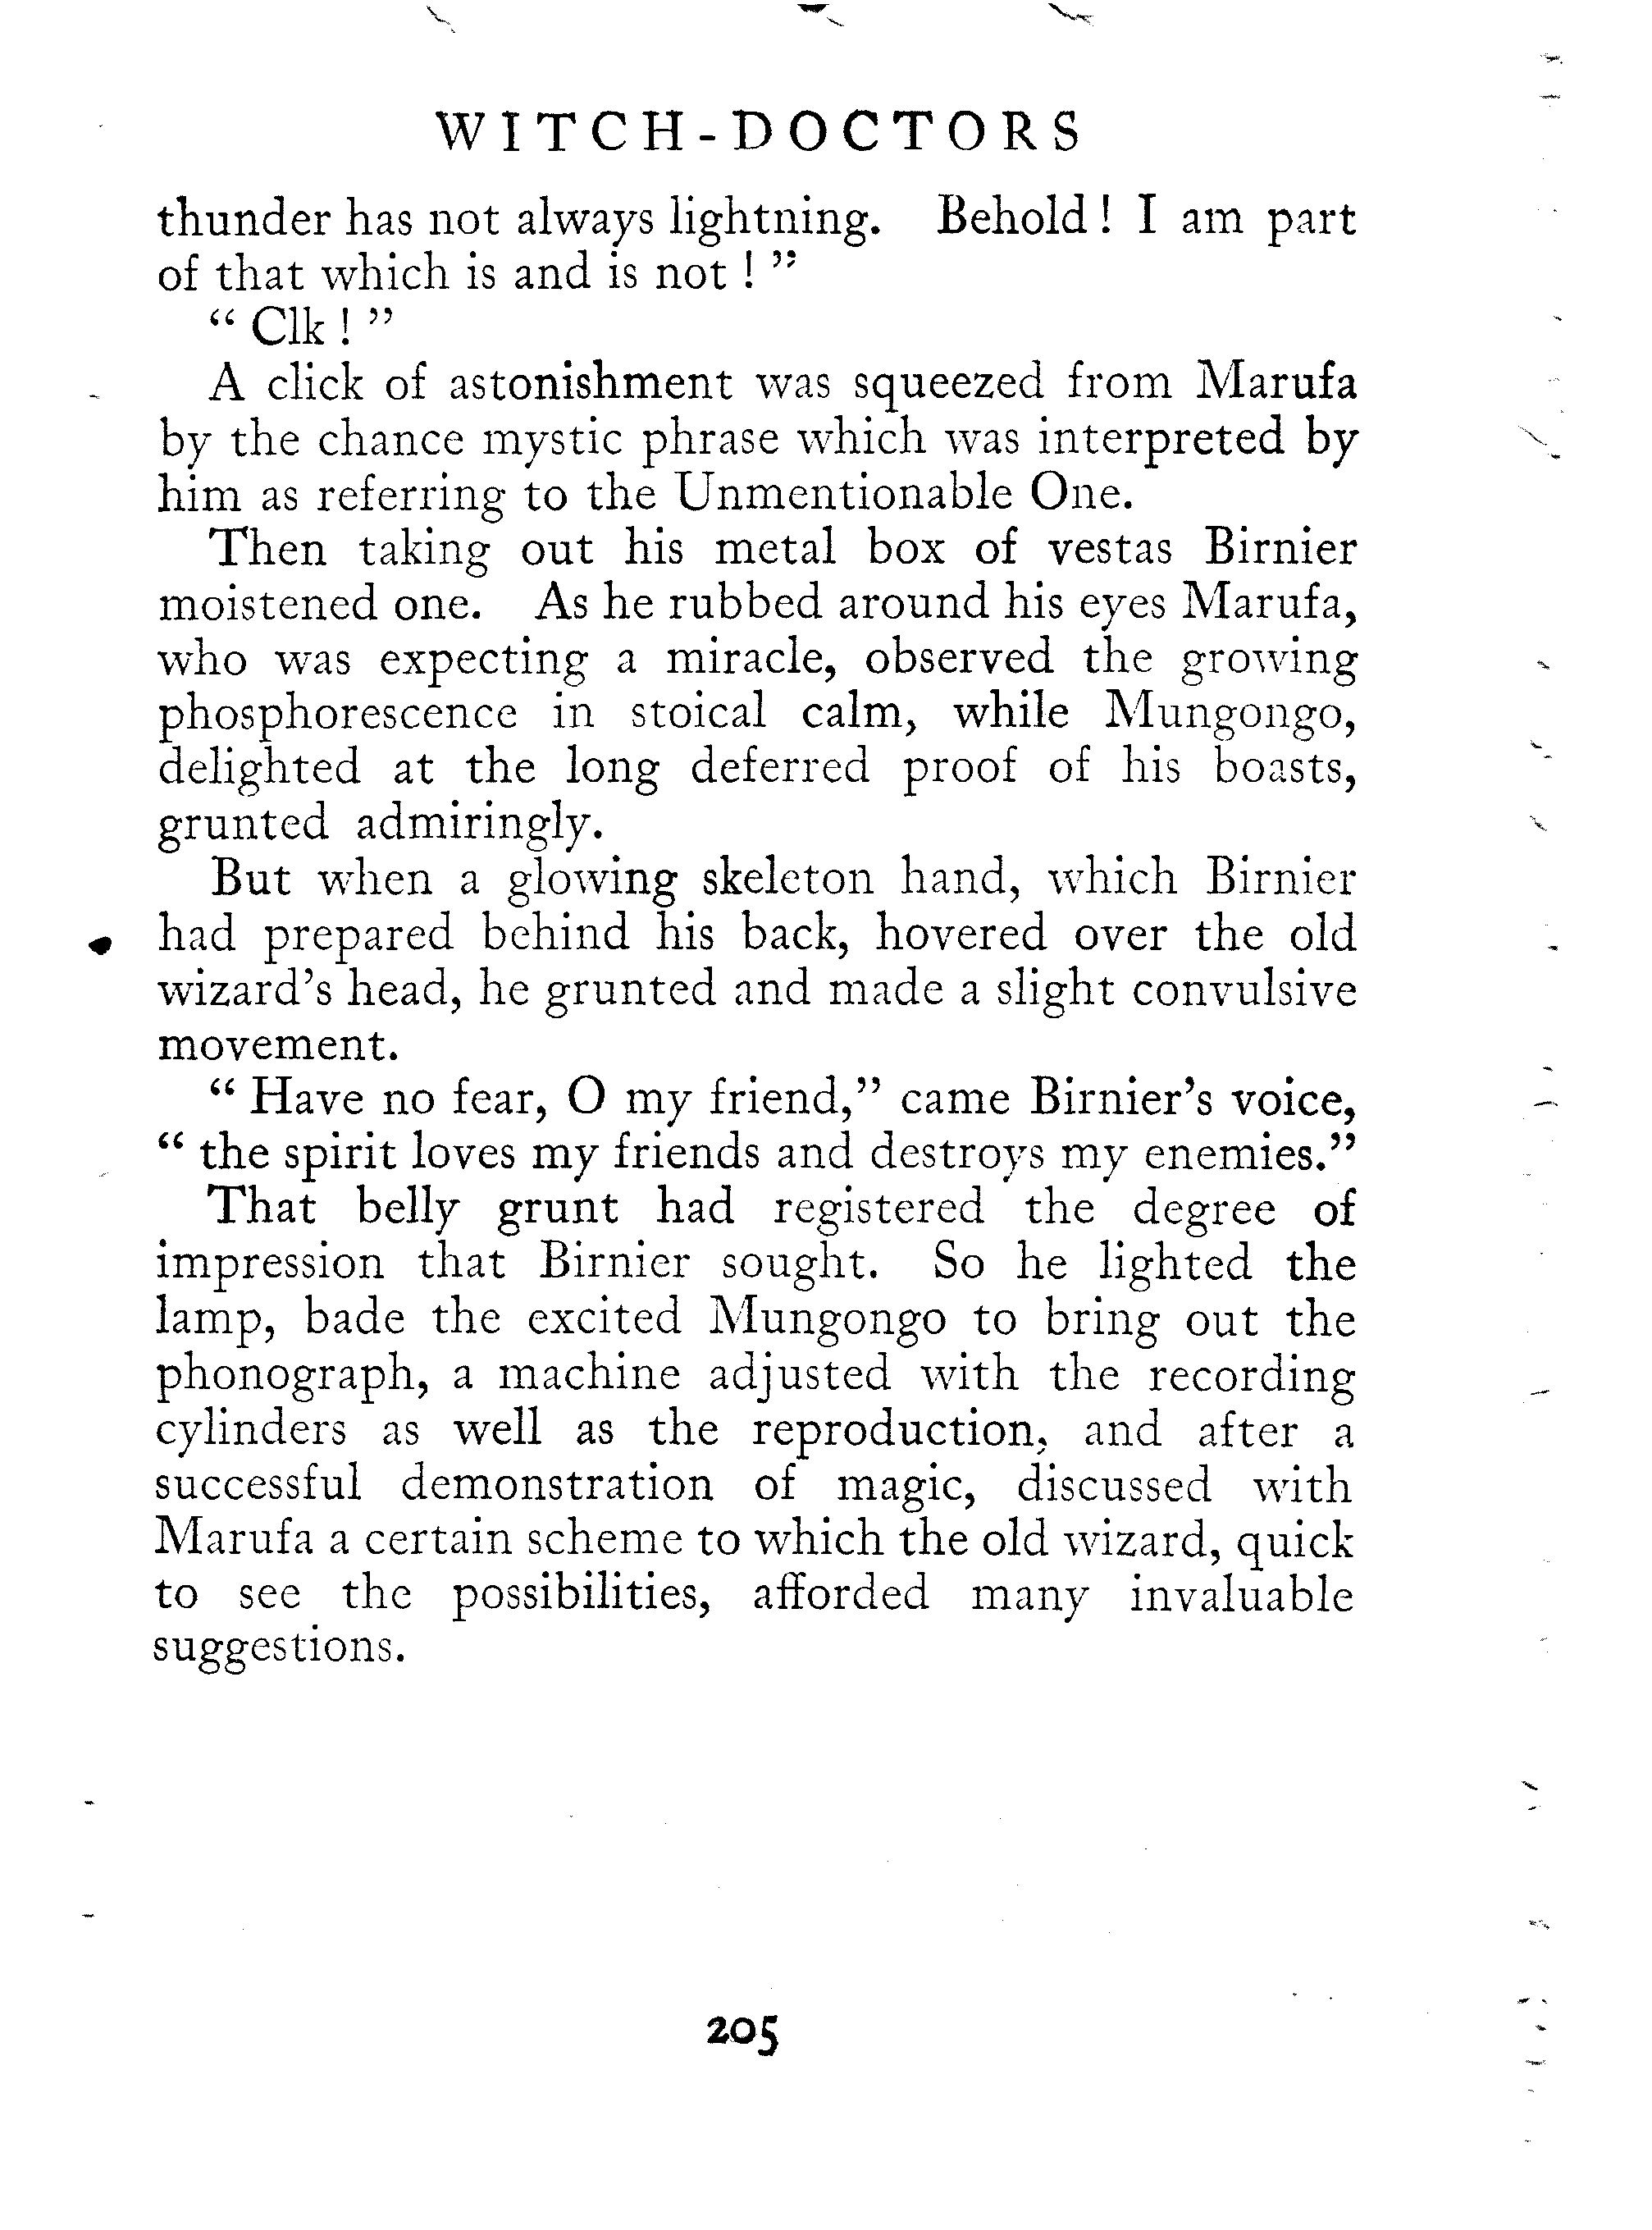 WITCH-DOCTORS
thunder has not always lightning. Behold! I am part
of that which is and is not!"
"Clk!"
A click of astonishment was squeezed from Marufa
by the chance mystic phrase which was interpreted by
him as referring to the Unmentionable One.
Then taking out his metal box of vestas Birnier
moistened one. As he rubbed around his eyes Marufa,
who was expecting a miracle, observed the growing
phosphorescence in stoical calm, while Mungongo,
delighted at the long deferred proof of his boasts,
grunted admiringly.
But when a glowing skeleton hand, which Birnier
had prepared behind his back, hovered over the old
wizard's head, he grunted and made a slight convulsive
movement.
"Have no fear, O my friend," came Birnier's voice,
"the spirit loves my friends and destroys my enemies."
That belly grunt had registered the degree of
impression that Birnier sought. So he lighted the
lamp, bade the excited Mungongo to bring out the
phonograph, a machine adjusted with the recording
cylinders as well as the reproduction, and after a
successful demonstration of magic, discussed with
Marufa a certain scheme to which the old wizard, quick
to see the possibilities, afforded many invaluable
suggestions.
205